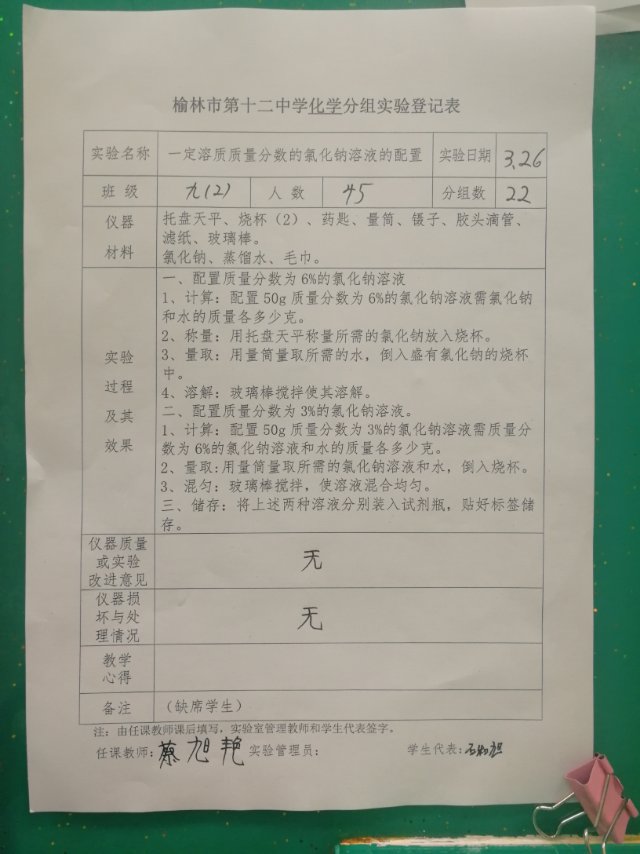 榆林市第十二中学化学分组实验登记表
实验名称 一定溶质质量分数的氯化钠溶液的配置 实验日期 3.26
班 级 九(2) 人 数 45 分组数 22
仪器
材料
托盘天平、烧杯（2）、药匙、量筒、镊子、胶头滴管、
滤纸、玻璃棒。
氯化钠、蒸馏水、毛巾。
实验
过程
及其
效果
一、配置质量分数为6%的氯化钠溶液
1、计算：配置50g质量分数为6%的氯化钠溶液需氯化钠
和水的质量各多少克。
2、称量：用托盘天平称量所需的氯化钠放入烧杯。
3、量取：用量筒量取所需的水，倒入盛有氯化钠的烧杯
中。
4、溶解：玻璃棒搅拌使其溶解。
二、配置质量分数为3%的氯化钠溶液。
1、计算：配置50g质量分数为3%的氯化钠溶液需质量分
数为6%的氯化钠溶液和水的质量各多少克。
2、量取:用量筒量取所需的氯化钠溶液和水，倒入烧杯。
3、混匀：玻璃棒搅拌，使溶液混合均匀。
三、储存：将上述两种溶液分别装入试剂瓶，贴好标签储
存。
仪器质量
或实验
改进意见
无
仪器损
坏与处
理情况
无
教学
心得
备注 （缺席学生）
注：由任课教师课后填写，实验室管理教师和学生代表签字。
任课教师：蔡旭艳 实验管理员： 学生代表：